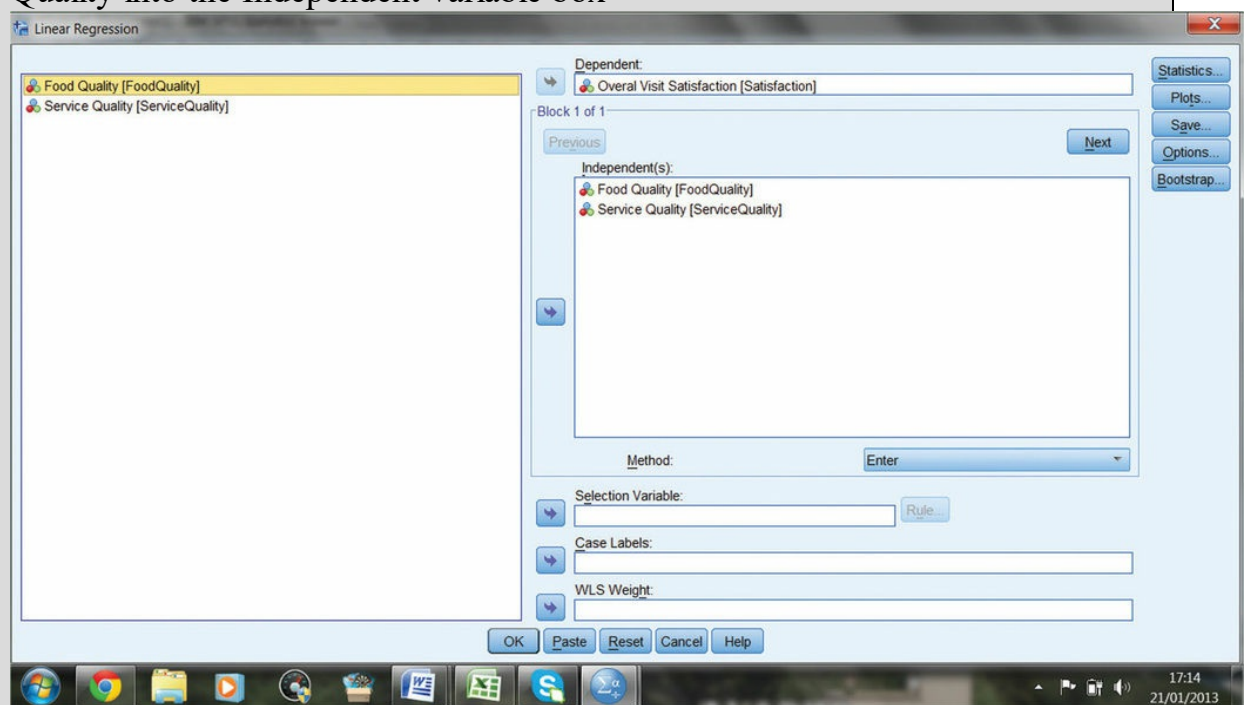 Quality into the Independent Variable box
Linear Regression
X
Food Quality [FoodQuality]
Service Quality [ServiceQuality]
Dependent:
Overal Visit Satisfaction [Satisfaction]
Block 1 of 1
Previous
Next
Independent(s):
Food Quality [FoodQuality]
Service Quality [ServiceQuality]
Method:
Enter
Selection Variable:
Rule...
Case Labels:
WLS Weight:
Statistics...
Plots...
Save...
Options...
Bootstrap...
OK
Paste
Reset
Cancel
Help
17:14
21/01/2013